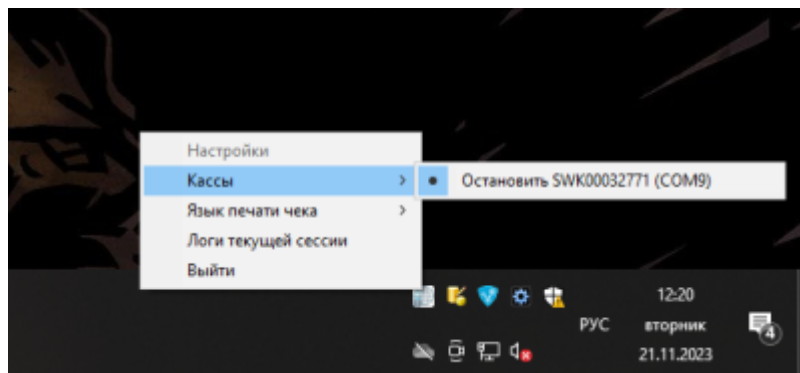 Настройки
Кассы
Остановить SWK00032771 (COM9)
Язык печати чека
Логи текущей сессии
Выйти
12:20
РУС
вторник
4
21.11.2023